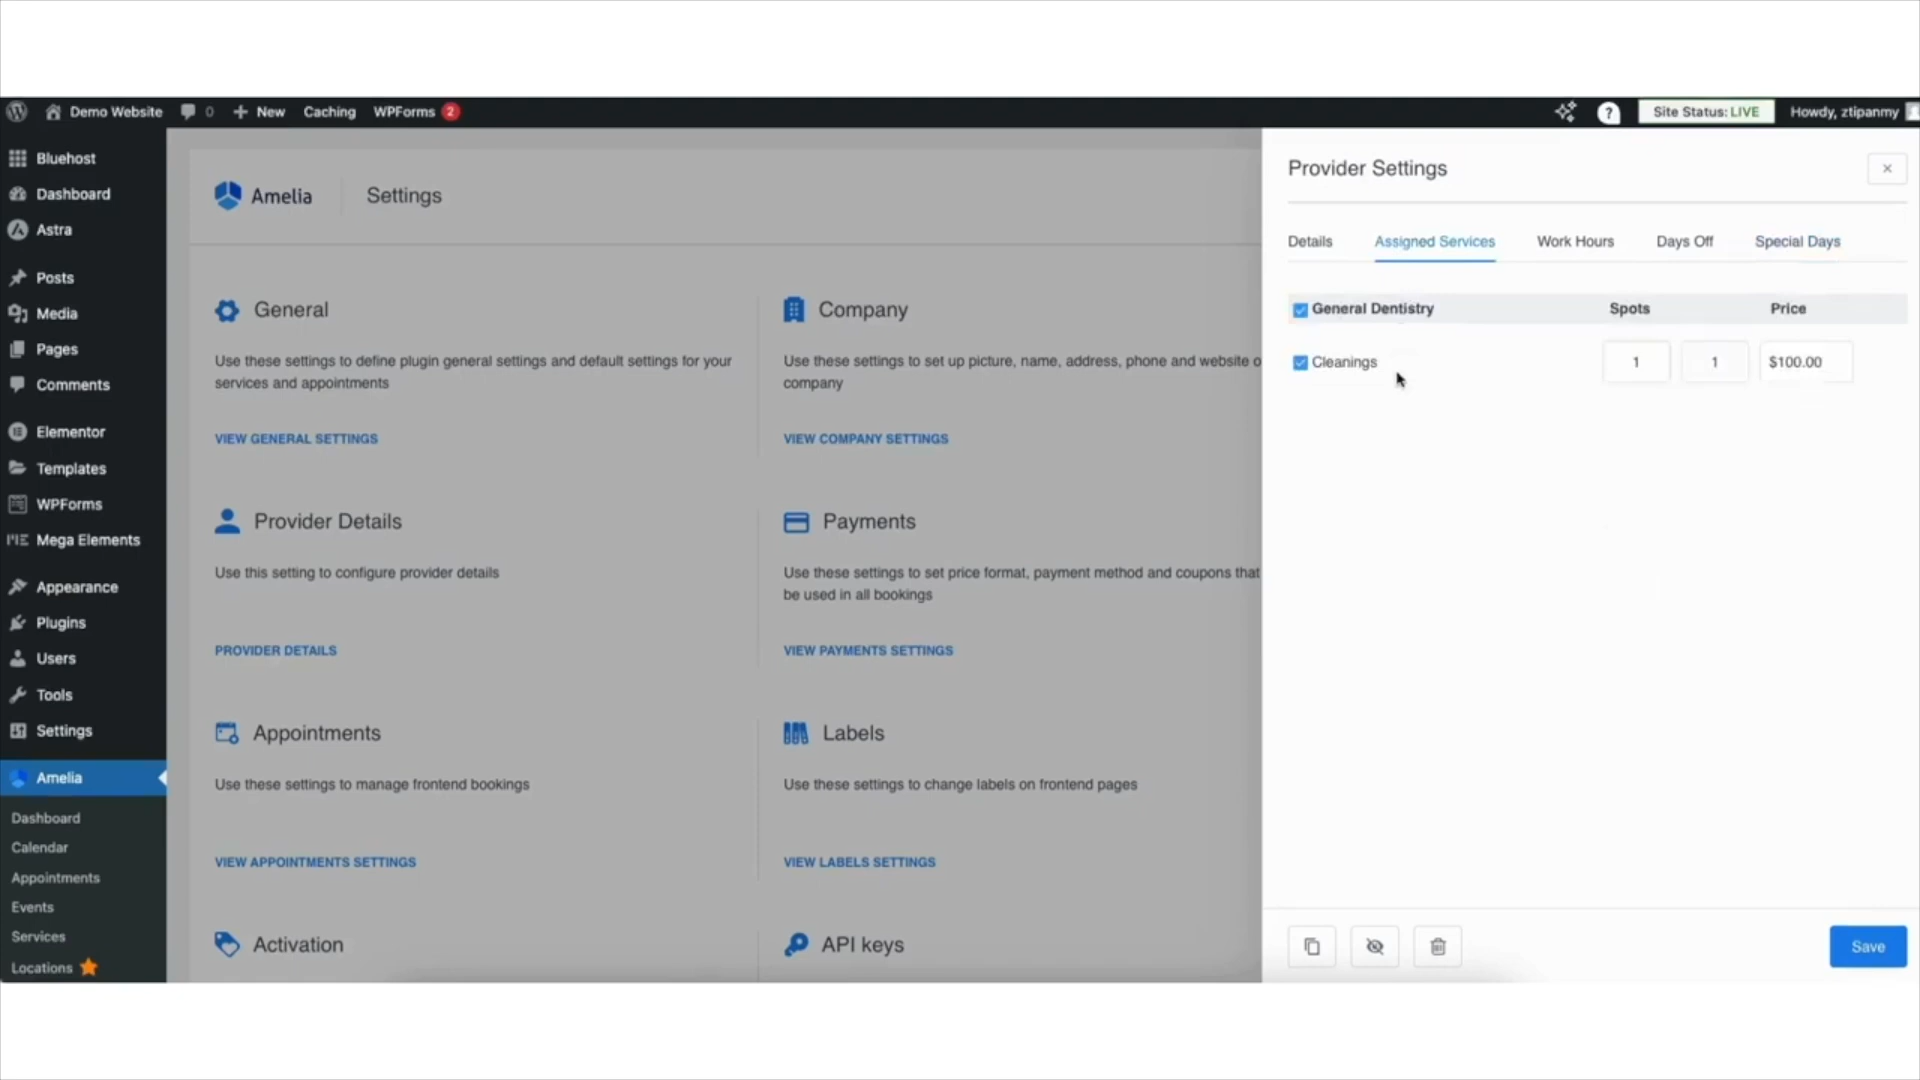 Demo Website 0 New Caching WPForms 2 ? Site Status: LIVE Howdy, ztipanmy
Bluehost
Dashboard
Astra
Posts
Media
Pages
Comments
Elementor
Templates
WPForms
Mega Elements
Appearance
Plugins
Users
Tools
Settings
Amelia
Dashboard
Calendar
Appointments
Events
Services
Locations
Amelia Settings
General
Use these settings to define plugin general settings and default settings for your
services and appointments
VIEW GENERAL SETTINGS
Company
Use these settings to set up picture, name, address, phone and website o
company
VIEW COMPANY SETTINGS
Provider Details
Use this setting to configure provider details
PROVIDER DETAILS
Payments
Use these settings to set price format, payment method and coupons that
be used in all bookings
VIEW PAYMENTS SETTINGS
Appointments
Use these settings to manage frontend bookings
VIEW APPOINTMENTS SETTINGS
Labels
Use these settings to change labels on frontend pages
VIEW LABELS SETTINGS
Activation
API keys
Provider Settings
Details Assigned Services Work Hours Days Off Special Days
General Dentistry Spots Price
Cleanings 1 1 $100.00
Save